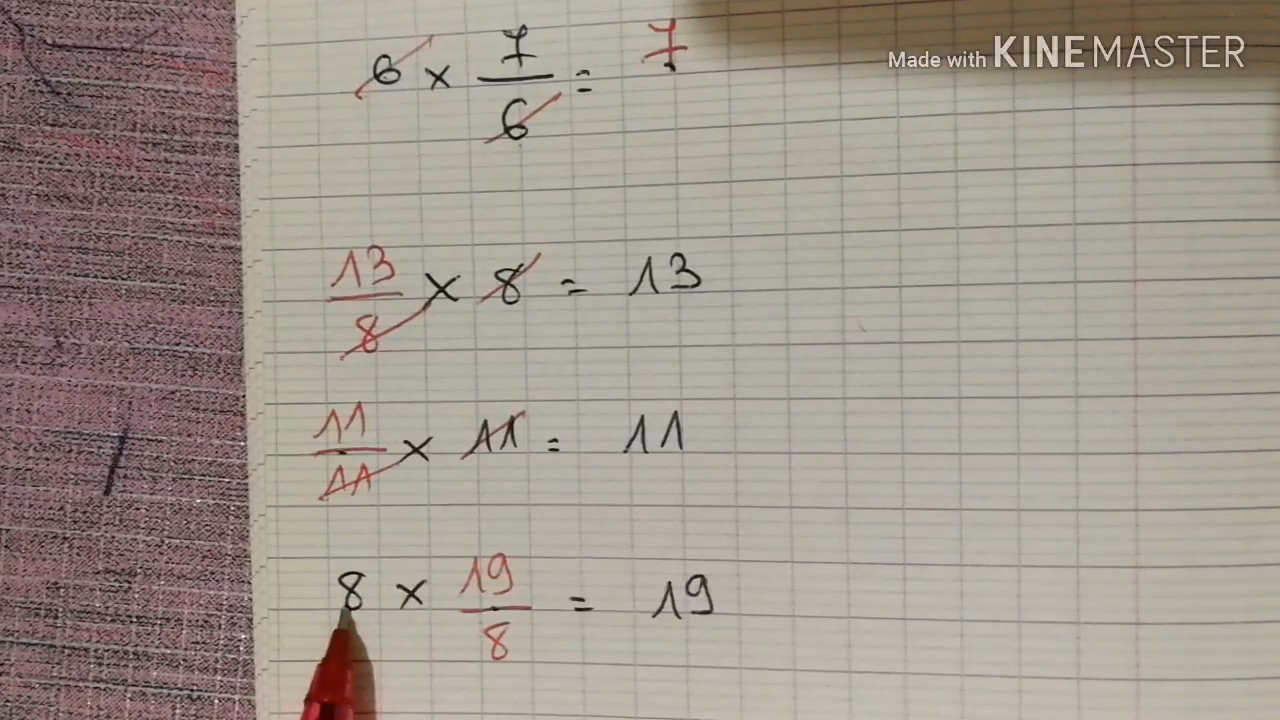 Made with KINEMASTER
6 × 7/6 = 7
13/8 × 8 = 13
11/11 × 11 = 11
8 × 19/8 = 19